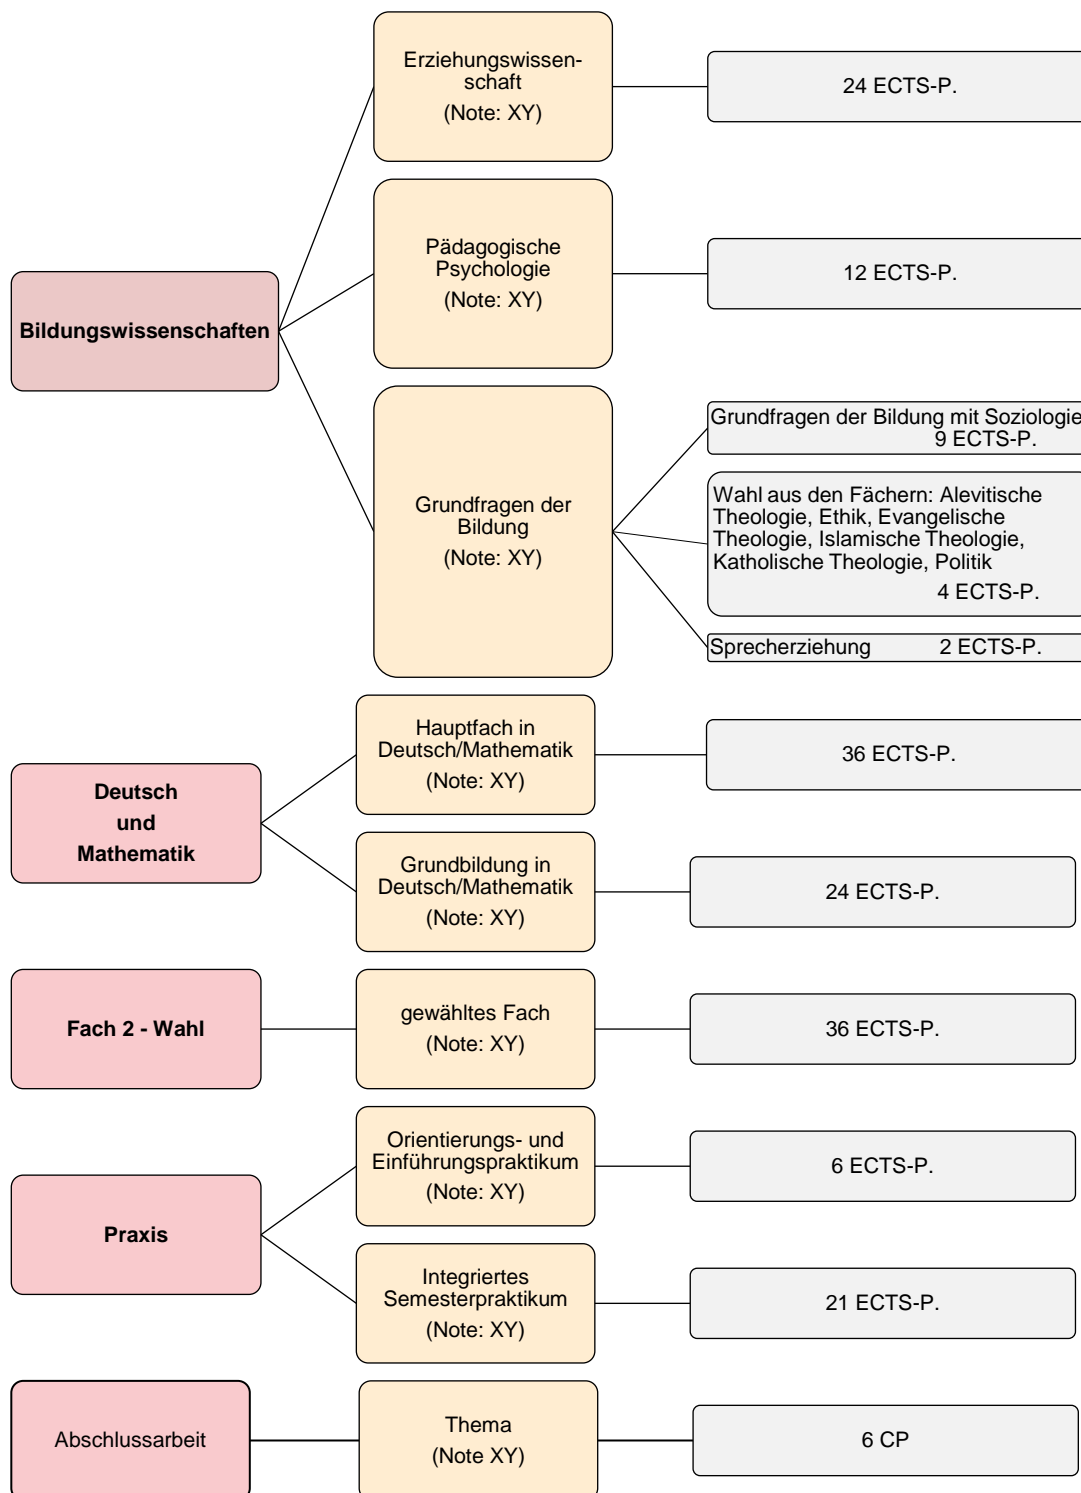 Erziehungswissen-
schaft
(Note: XY)
24 ECTS-P.
Pädagogische
Psychologie
(Note: XY)
12 ECTS-P.
Bildungswissenschaften
Grundfragen der
Bildung
(Note: XY)
Grundfragen der Bildung mit Soziologie
9 ECTS-P.
Wahl aus den Fächern: Alevitische
Theologie, Ethik, Evangelische
Theologie, Islamische Theologie,
Katholische Theologie, Politik
4 ECTS-P.
Sprecherziehung 2 ECTS-P.
Deutsch
und
Mathematik
Hauptfach in
Deutsch/Mathematik
(Note: XY)
36 ECTS-P.
Grundbildung in
Deutsch/Mathematik
(Note: XY)
24 ECTS-P.
Fach 2 - Wahl
gewähltes Fach
(Note: XY)
36 ECTS-P.
Praxis
Orientierungs- und
Einführungspraktikum
(Note: XY)
6 ECTS-P.
Integriertes
Semesterpraktikum
(Note: XY)
21 ECTS-P.
Abschlussarbeit
Thema
(Note XY)
6 CP